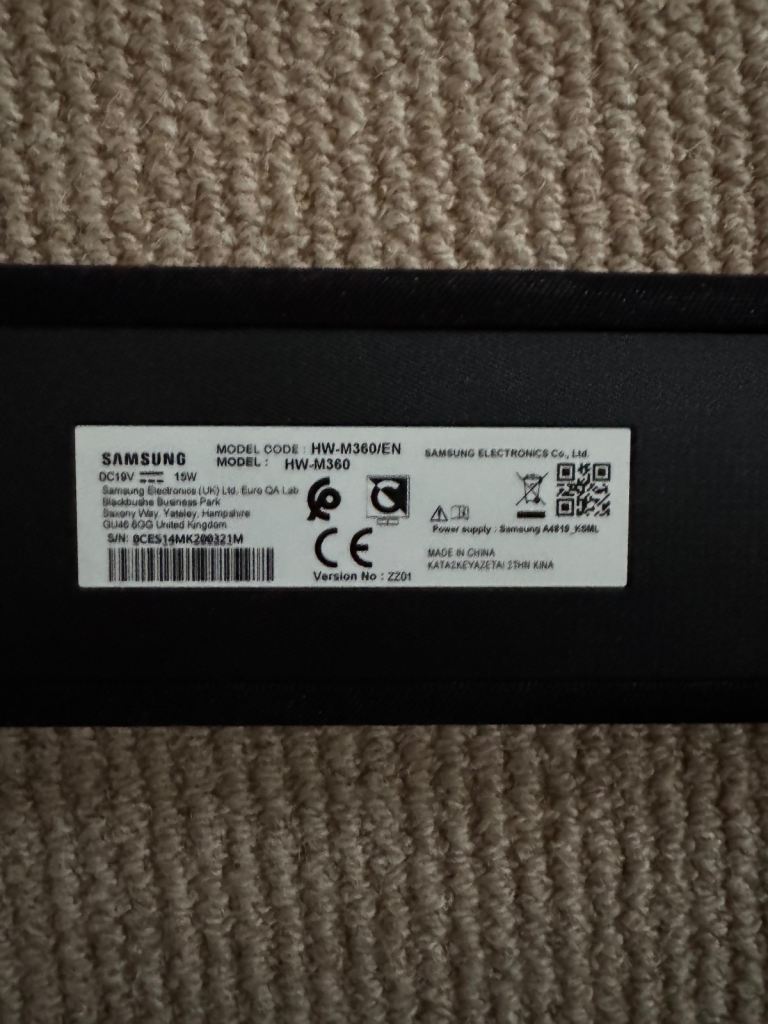 SAMSUNG
MODEL CODE : HW-M360/EN
MODEL : HW-M360
DC19V 15W
Samsung Electronics (UK) Ltd, Euro QA Lab
Blackbushe Business Park
Saxony Way, Yateley, Hampshire
GU46 6GG United Kingdom
S/N: 0CES14MK200321M
CE
Version No : ZZ01
SAMSUNG ELECTRONICS Co., Ltd.
Power supply : Samsung A4819_KSML
MADE IN CHINA